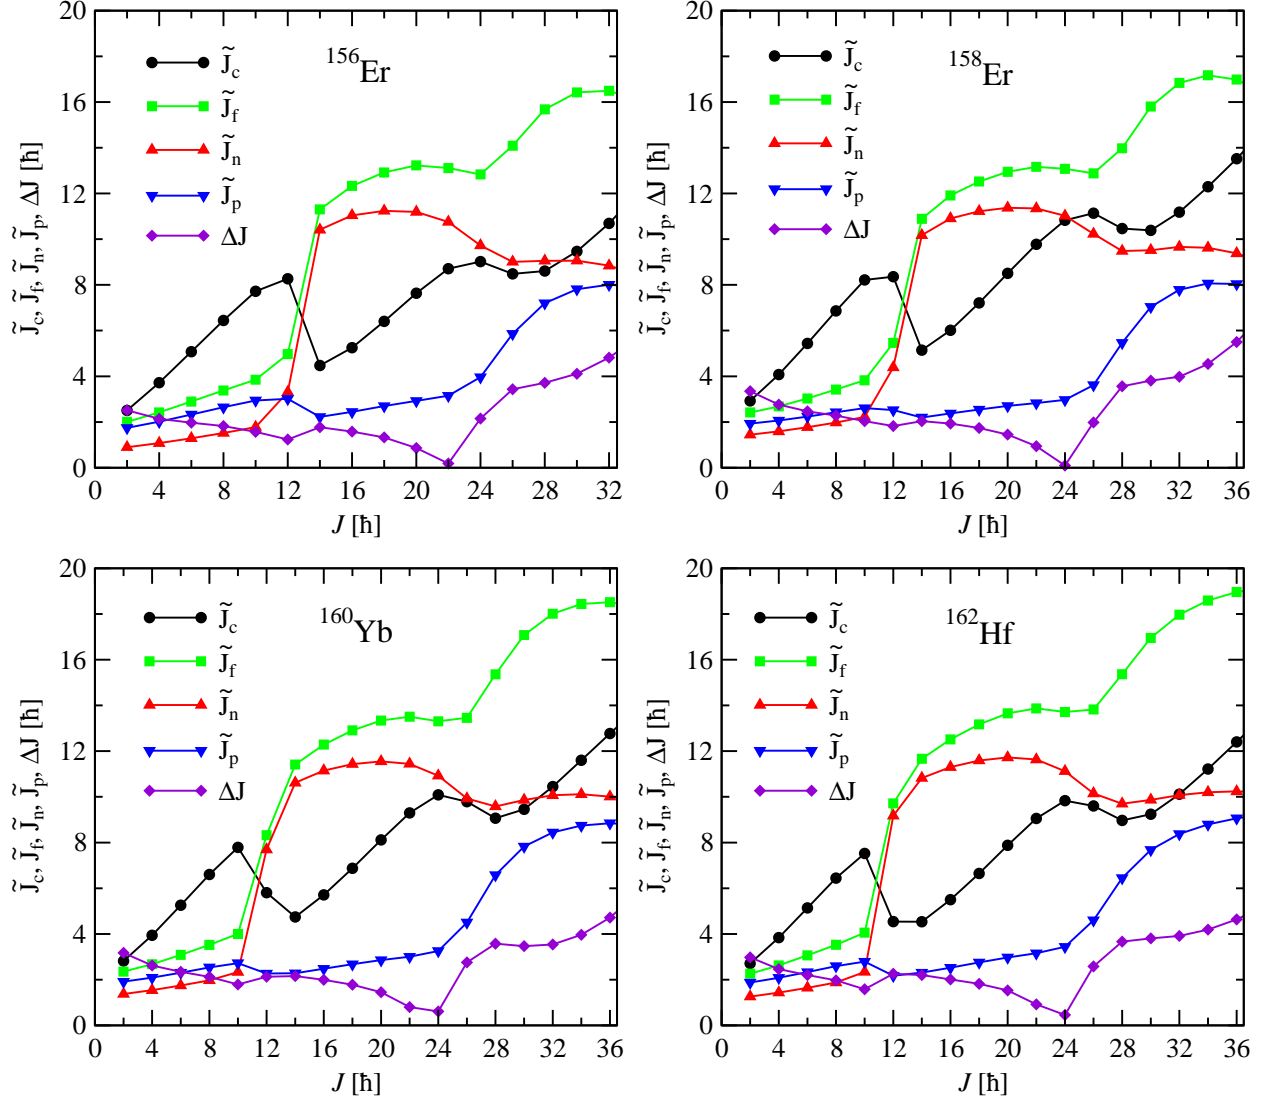 20
16
12
8
4
0
J̃c, J̃f, J̃n, J̃p, ΔJ [ħ]
J̃c
J̃f
J̃n
J̃p
ΔJ
¹⁵⁶Er
0 4 8 12 16 20 24 28 32
J [ħ]
20
16
12
8
4
0
J̃c, J̃f, J̃n, J̃p, ΔJ [ħ]
J̃c
J̃f
J̃n
J̃p
ΔJ
¹⁵⁸Er
0 4 8 12 16 20 24 28 32 36
J [ħ]
20
16
12
8
4
0
J̃c, J̃f, J̃n, J̃p, ΔJ [ħ]
J̃c
J̃f
J̃n
J̃p
ΔJ
¹⁶⁰Yb
0 4 8 12 16 20 24 28 32 36
J [ħ]
20
16
12
8
4
0
J̃c, J̃f, J̃n, J̃p, ΔJ [ħ]
J̃c
J̃f
J̃n
J̃p
ΔJ
¹⁶²Hf
0 4 8 12 16 20 24 28 32 36
J [ħ]